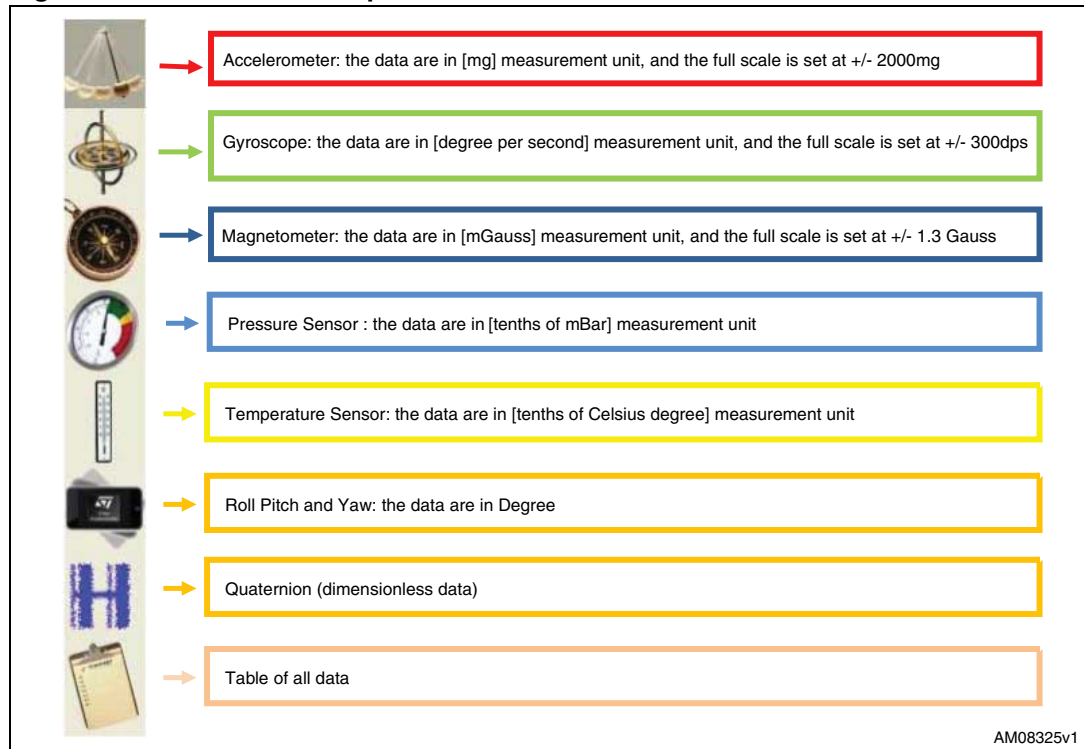 Accelerometer: the data are in [mg] measurement unit, and the full scale is set at +/- 2000mg
Gyroscope: the data are in [degree per second] measurement unit, and the full scale is set at +/- 300dps
Magnetometer: the data are in [mGauss] measurement unit, and the full scale is set at +/- 1.3 Gauss
Pressure Sensor : the data are in [tenths of mBar] measurement unit
Temperature Sensor: the data are in [tenths of Celsius degree] measurement unit
Roll Pitch and Yaw: the data are in Degree
Quaternion (dimensionless data)
H
Table of all data
AM08325v1